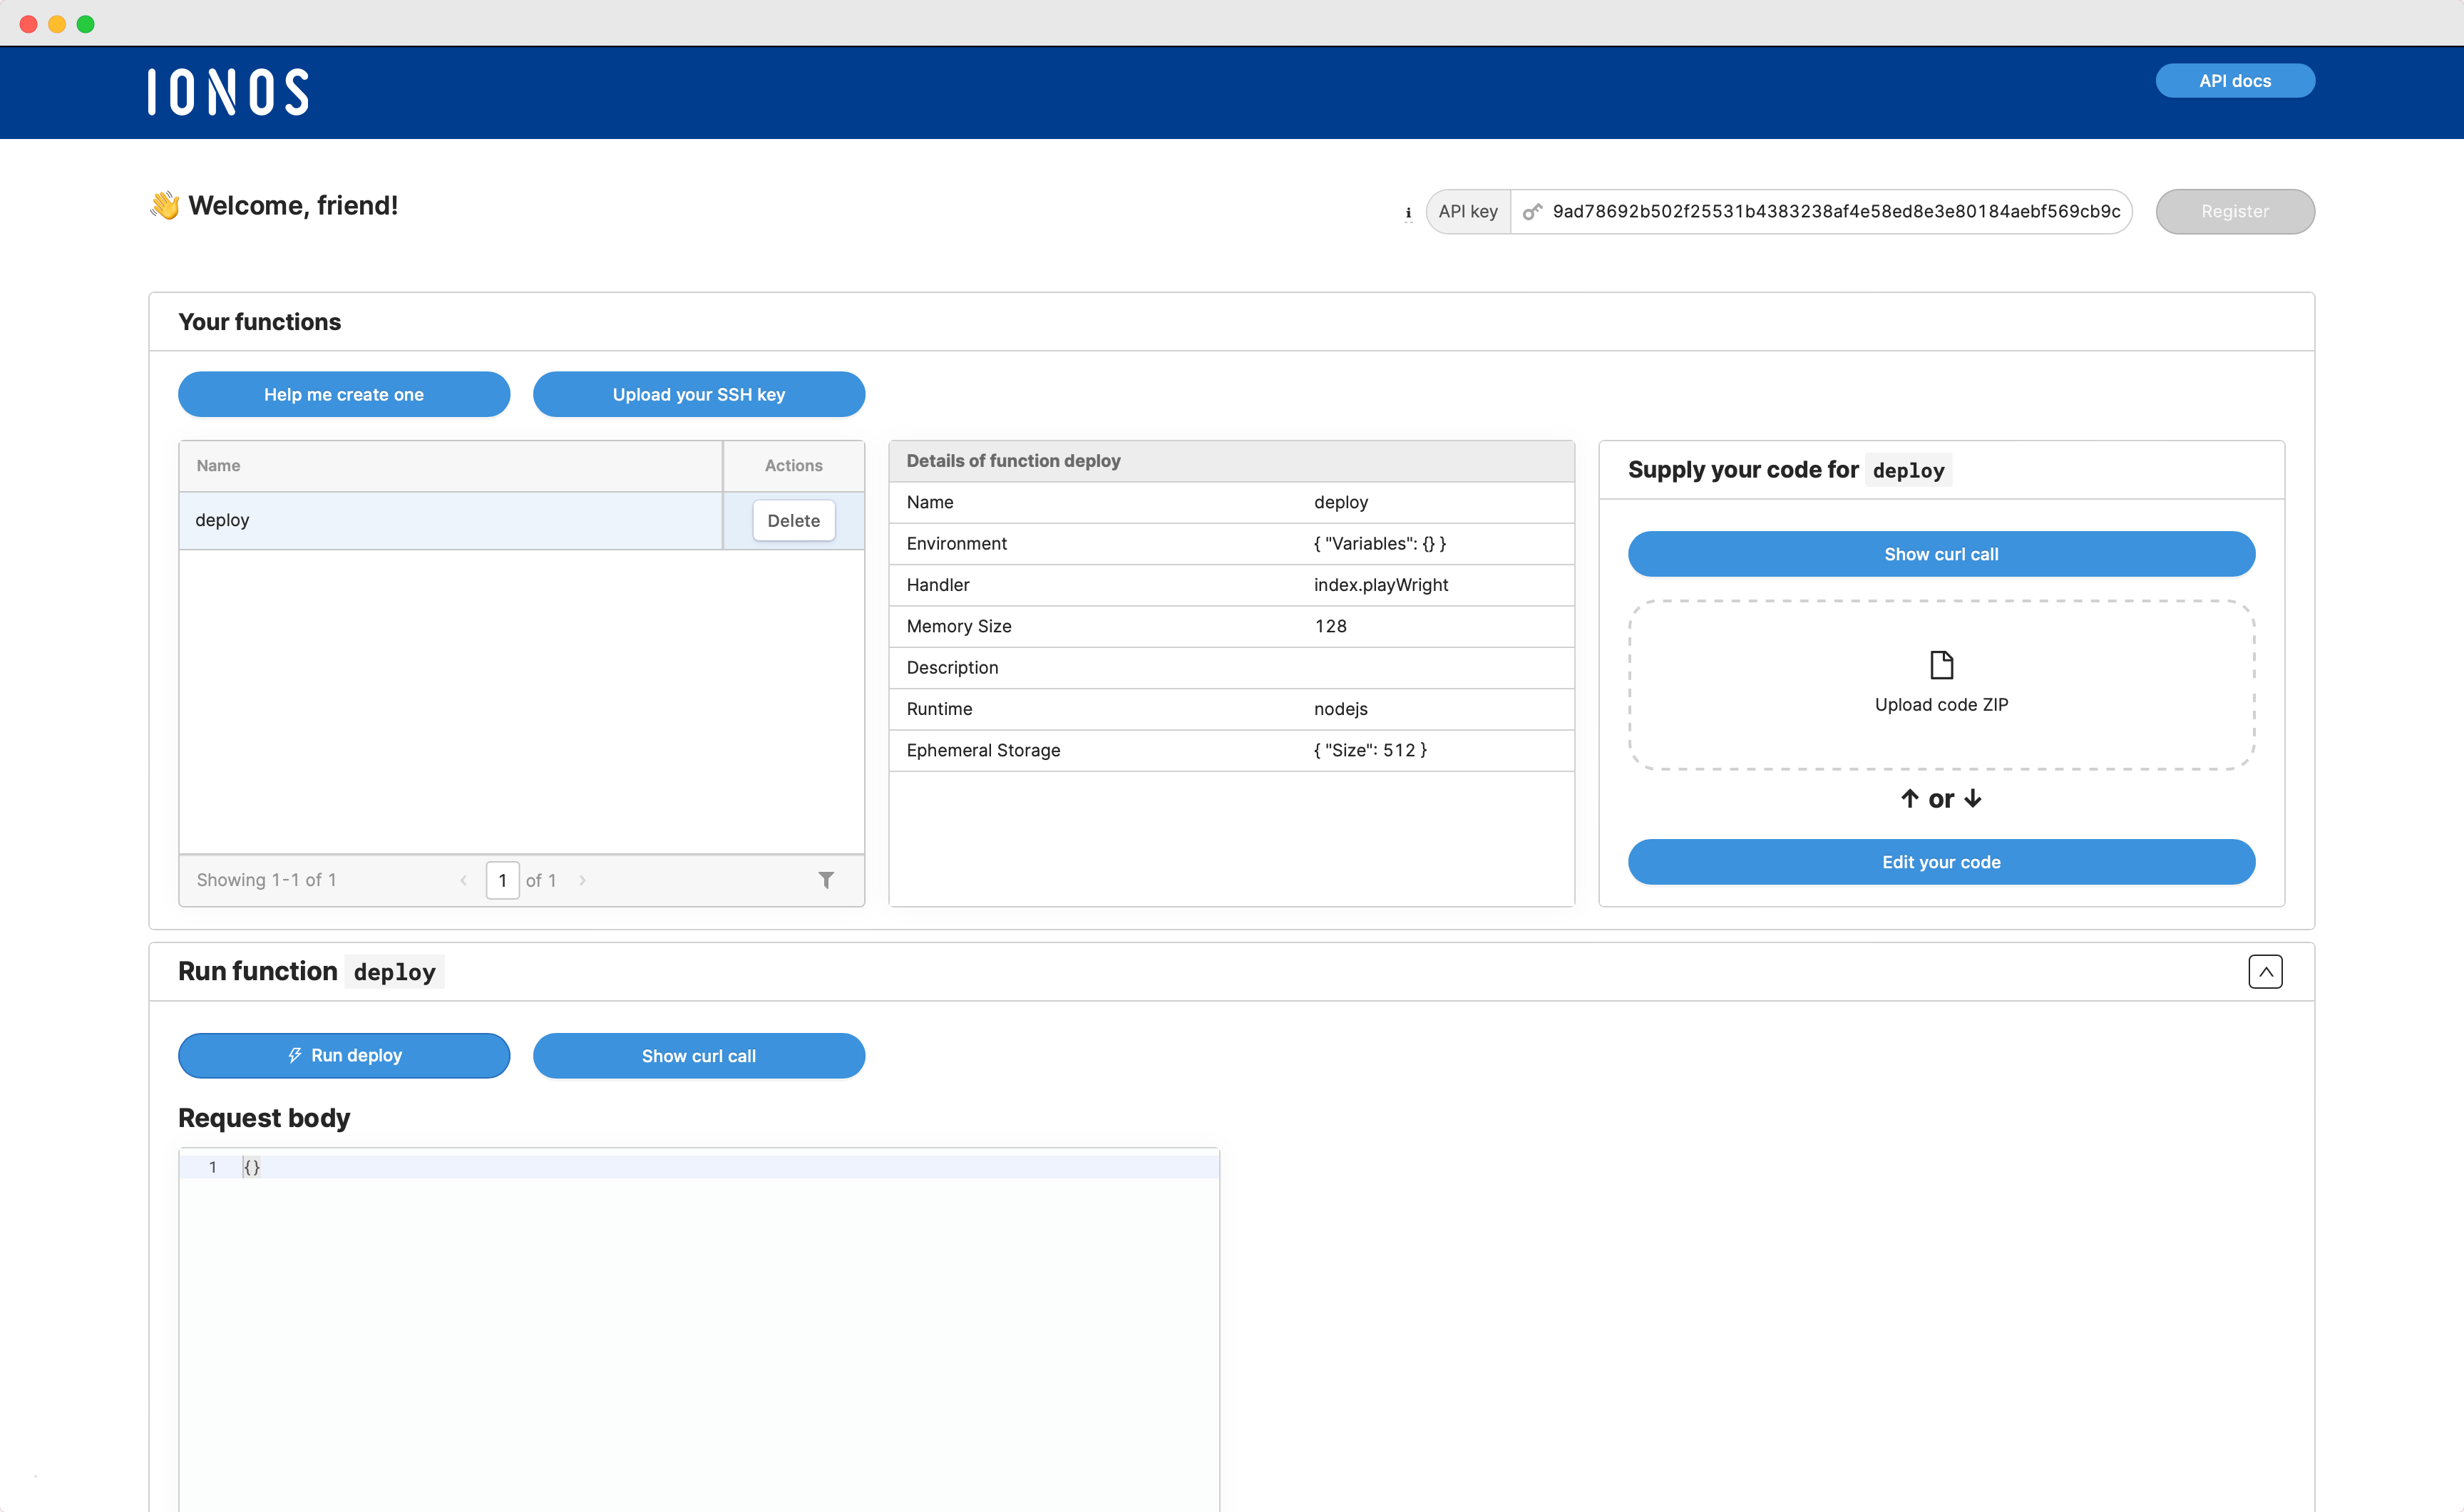 IONOS
API docs
👋 Welcome, friend!
i API key 9ad78692b502f25531b4383238af4e58ed8e3e80184aebf569cb9c Register
Your functions
Help me create one Upload your SSH key
Name Actions
deploy Delete
Showing 1-1 of 1 < 1 of 1 >
Details of function deploy
Name deploy
Environment { "Variables": {} }
Handler index.playWright
Memory Size 128
Description
Runtime nodejs
Ephemeral Storage { "Size": 512 }
Supply your code for deploy
Show curl call
Upload code ZIP
↑ or ↓
Edit your code
Run function deploy
Run deploy Show curl call
Request body
1 {}